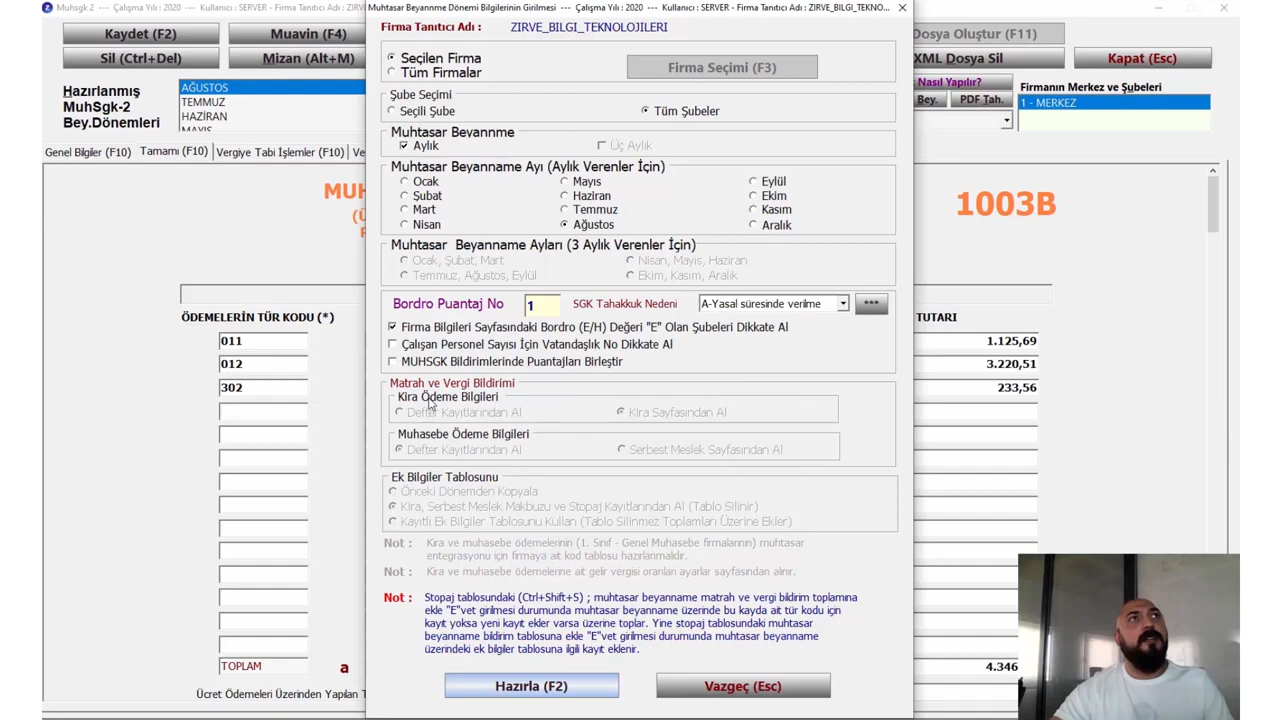 Muhsgk 2 --- Çalışma Yılı : 2020 --- Kullanıcı : SERVER - Firma Tanıtıcı Adı : ZIR
Muhtasar Beyannme Dönemi Bilgilerinin Girilmesi --- Çalışma Yılı : 2020 --- Kullanıcı : SERVER - Firma Tanıtıcı Adı : ZIRVE_BILGI_TEKNO...
Kaydet (F2)
Muavin (F4)
Dosya Oluştur (F11)
Sil (Ctrl+Del)
Mizan (Alt+M)
XML Dosya Sil
Kapat (Esc)
Hazırlanmış
MuhSgk-2
Bey.Dönemleri
AĞUSTOS
TEMMUZ
HAZİRAN
MAYIS
Nasıl Yapılır?
Bey.
PDF Tah.
Firmanın Merkez ve Şubeleri
1 - MERKEZ
Genel Bilgiler (F10)
Tamamı (F10)
Vergiye Tabi İşlemler (F10)
Ve
MUH
(Ü
F
1003B
ÖDEMELERİN TÜR KODU (*)
TUTARI
011
1.125,69
012
3.220,51
302
233,56
TOPLAM
a
4.346
Ücret Ödemeleri Üzerinden Yapılan T
Firma Tanıtıcı Adı :
ZIRVE_BILGI_TEKNOLOJILERI
Seçilen Firma
Tüm Firmalar
Firma Seçimi (F3)
Şube Seçimi
Seçili Şube
Tüm Şubeler
Muhtasar Beyannme
Aylık
Üç Aylık
Muhtasar Beyanname Ayı (Aylık Verenler İçin)
Ocak
Mayıs
Eylül
Şubat
Haziran
Ekim
Mart
Temmuz
Kasım
Nisan
Ağustos
Aralık
Muhtasar Beyanname Ayları (3 Aylık Verenler İçin)
Ocak, Şubat, Mart
Nisan, Mayıs, Haziran
Temmuz, Ağustos, Eylül
Ekim, Kasım, Aralık
Bordro Puantaj No
1
SGK Tahakkuk Nedeni
A-Yasal süresinde verilme
***
Firma Bilgileri Sayfasındaki Bordro (E/H) Değeri "E" Olan Şubeleri Dikkate Al
Çalışan Personel Sayısı İçin Vatandaşlık No Dikkate Al
MUHSGK Bildirimlerinde Puantajları Birleştir
Matrah ve Vergi Bildirimi
Kira Ödeme Bilgileri
Defter Kayıtlarından Al
Kira Sayfasından Al
Muhasebe Ödeme Bilgileri
Defter Kayıtlarından Al
Serbest Meslek Sayfasından Al
Ek Bilgiler Tablosunu
Önceki Dönemden Kopyala
Kira, Serbest Meslek Makbuzu ve Stopaj Kayıtlarından Al (Tablo Silinir)
Kayıtlı Ek Bilgiler Tablosunu Kullan (Tablo Silinmez Toplamları Üzerine Ekler)
Not : Kira ve muhasebe ödemelerinin (1. Sınıf - Genel Muhasebe firmalarının) muhtasar
entegrasyonu için firmaya ait kod tablosu hazırlanmalıdır.
Not : Kira ve muhasebe ödemelerine ait gelir vergisi oranları ayarlar sayfasından alınır.
Not : Stopaj tablosundaki (Ctrl+Shift+S) ; muhtasar beyanname matrah ve vergi bildirim toplamına
ekle "E"vet girilmesi durumunda muhtasar beyanname üzerinde bu kayda ait tür kodu için
kayıt yoksa yeni kayıt ekler varsa üzerine toplar. Yine stopaj tablosundaki muhtasar
beyanname bildirim tablosuna ekle "E"vet girilmesi durumunda muhtasar beyanname
üzerindeki ek bilgiler tablosuna ilgili kayıt eklenir.
Hazırla (F2)
Vazgeç (Esc)